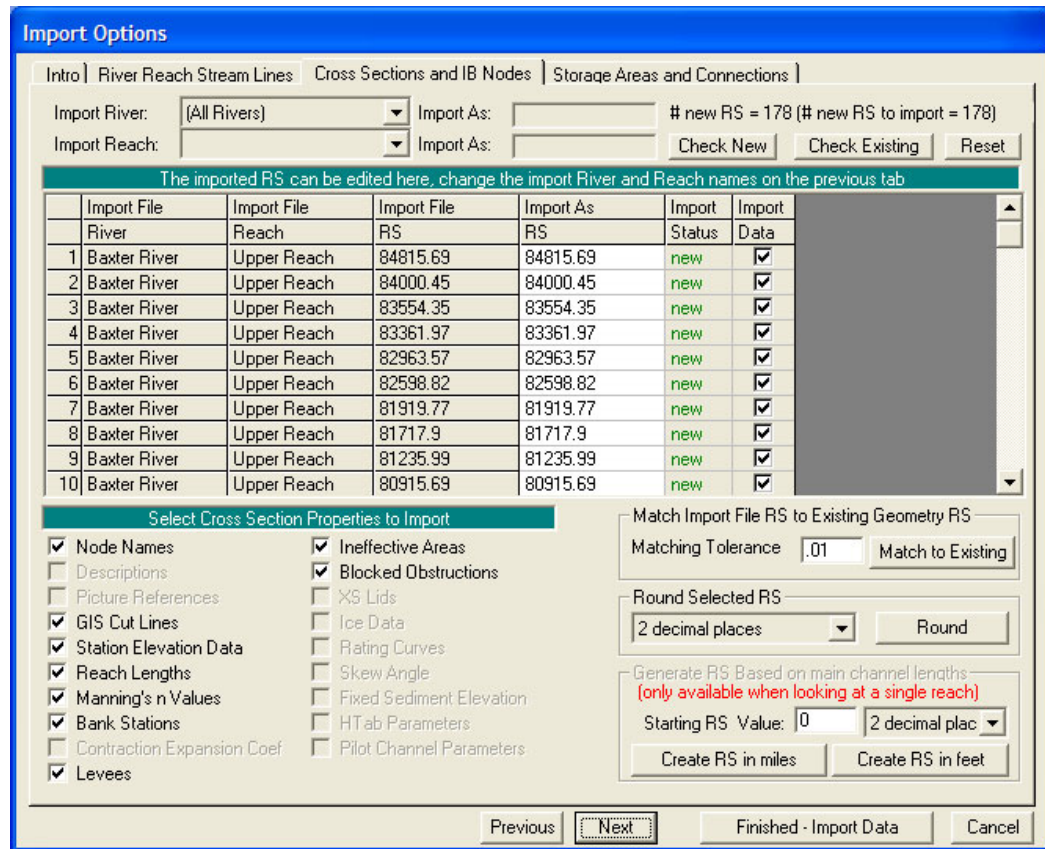 Import Options
Intro River Reach Stream Lines Cross Sections and IB Nodes Storage Areas and Connections
Import River: (All Rivers) Import As: # new RS = 178 (# new RS to import = 178)
Import Reach: Import As: Check New Check Existing Reset
The imported RS can be edited here, change the import River and Reach names on the previous tab
Import File Import File Import File Import As Import Import
River Reach RS RS Status Data
1 Baxter River Upper Reach 84815.69 84815.69 new
2 Baxter River Upper Reach 84000.45 84000.45 new
3 Baxter River Upper Reach 83554.35 83554.35 new
4 Baxter River Upper Reach 83361.97 83361.97 new
5 Baxter River Upper Reach 82963.57 82963.57 new
6 Baxter River Upper Reach 82598.82 82598.82 new
7 Baxter River Upper Reach 81919.77 81919.77 new
8 Baxter River Upper Reach 81717.9 81717.9 new
9 Baxter River Upper Reach 81235.99 81235.99 new
10 Baxter River Upper Reach 80915.69 80915.69 new
Select Cross Section Properties to Import
Node Names
Descriptions
Picture References
GIS Cut Lines
Station Elevation Data
Reach Lengths
Manning's n Values
Bank Stations
Contraction Expansion Coef
Levees
Ineffective Areas
Blocked Obstructions
XS Lids
Ice Data
Rating Curves
Skew Angle
Fixed Sediment Elevation
HTab Parameters
Pilot Channel Parameters
Match Import File RS to Existing Geometry RS
Matching Tolerance .01 Match to Existing
Round Selected RS
2 decimal places Round
Generate RS Based on main channel lengths
(only available when looking at a single reach)
Starting RS Value: 0 2 decimal plac
Create RS in miles Create RS in feet
Previous Next Finished - Import Data Cancel